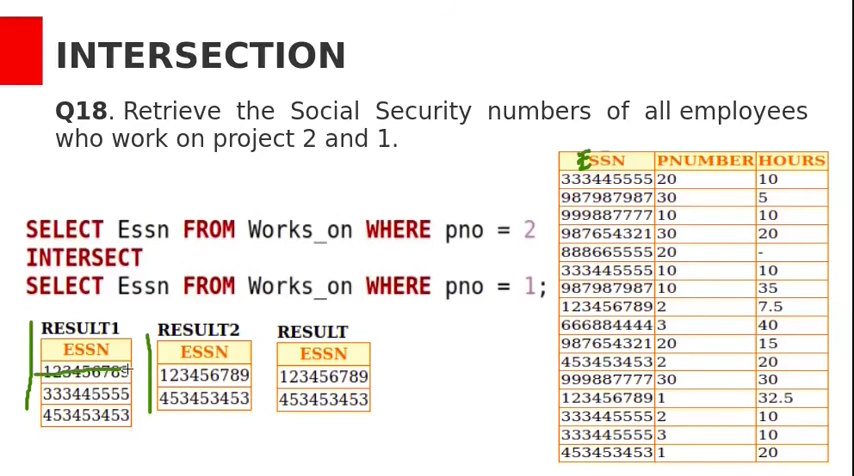 INTERSECTION
Q18. Retrieve the Social Security numbers of all employees
who work on project 2 and 1.
SELECT Essn FROM Works_on WHERE pno = 2
INTERSECT
SELECT Essn FROM Works_on WHERE pno = 1;
RESULT1
ESSN
123456789
333445555
453453453
RESULT2
ESSN
123456789
453453453
RESULT
ESSN
123456789
453453453
ESSN PNUMBER HOURS
333445555 20 10
987987987 30 5
999887777 10 10
987654321 30 20
888665555 20 -
333445555 10 10
987987987 10 35
123456789 2 7.5
666884444 3 40
987654321 20 15
453453453 2 20
999887777 30 30
123456789 1 32.5
333445555 2 10
333445555 3 10
453453453 1 20